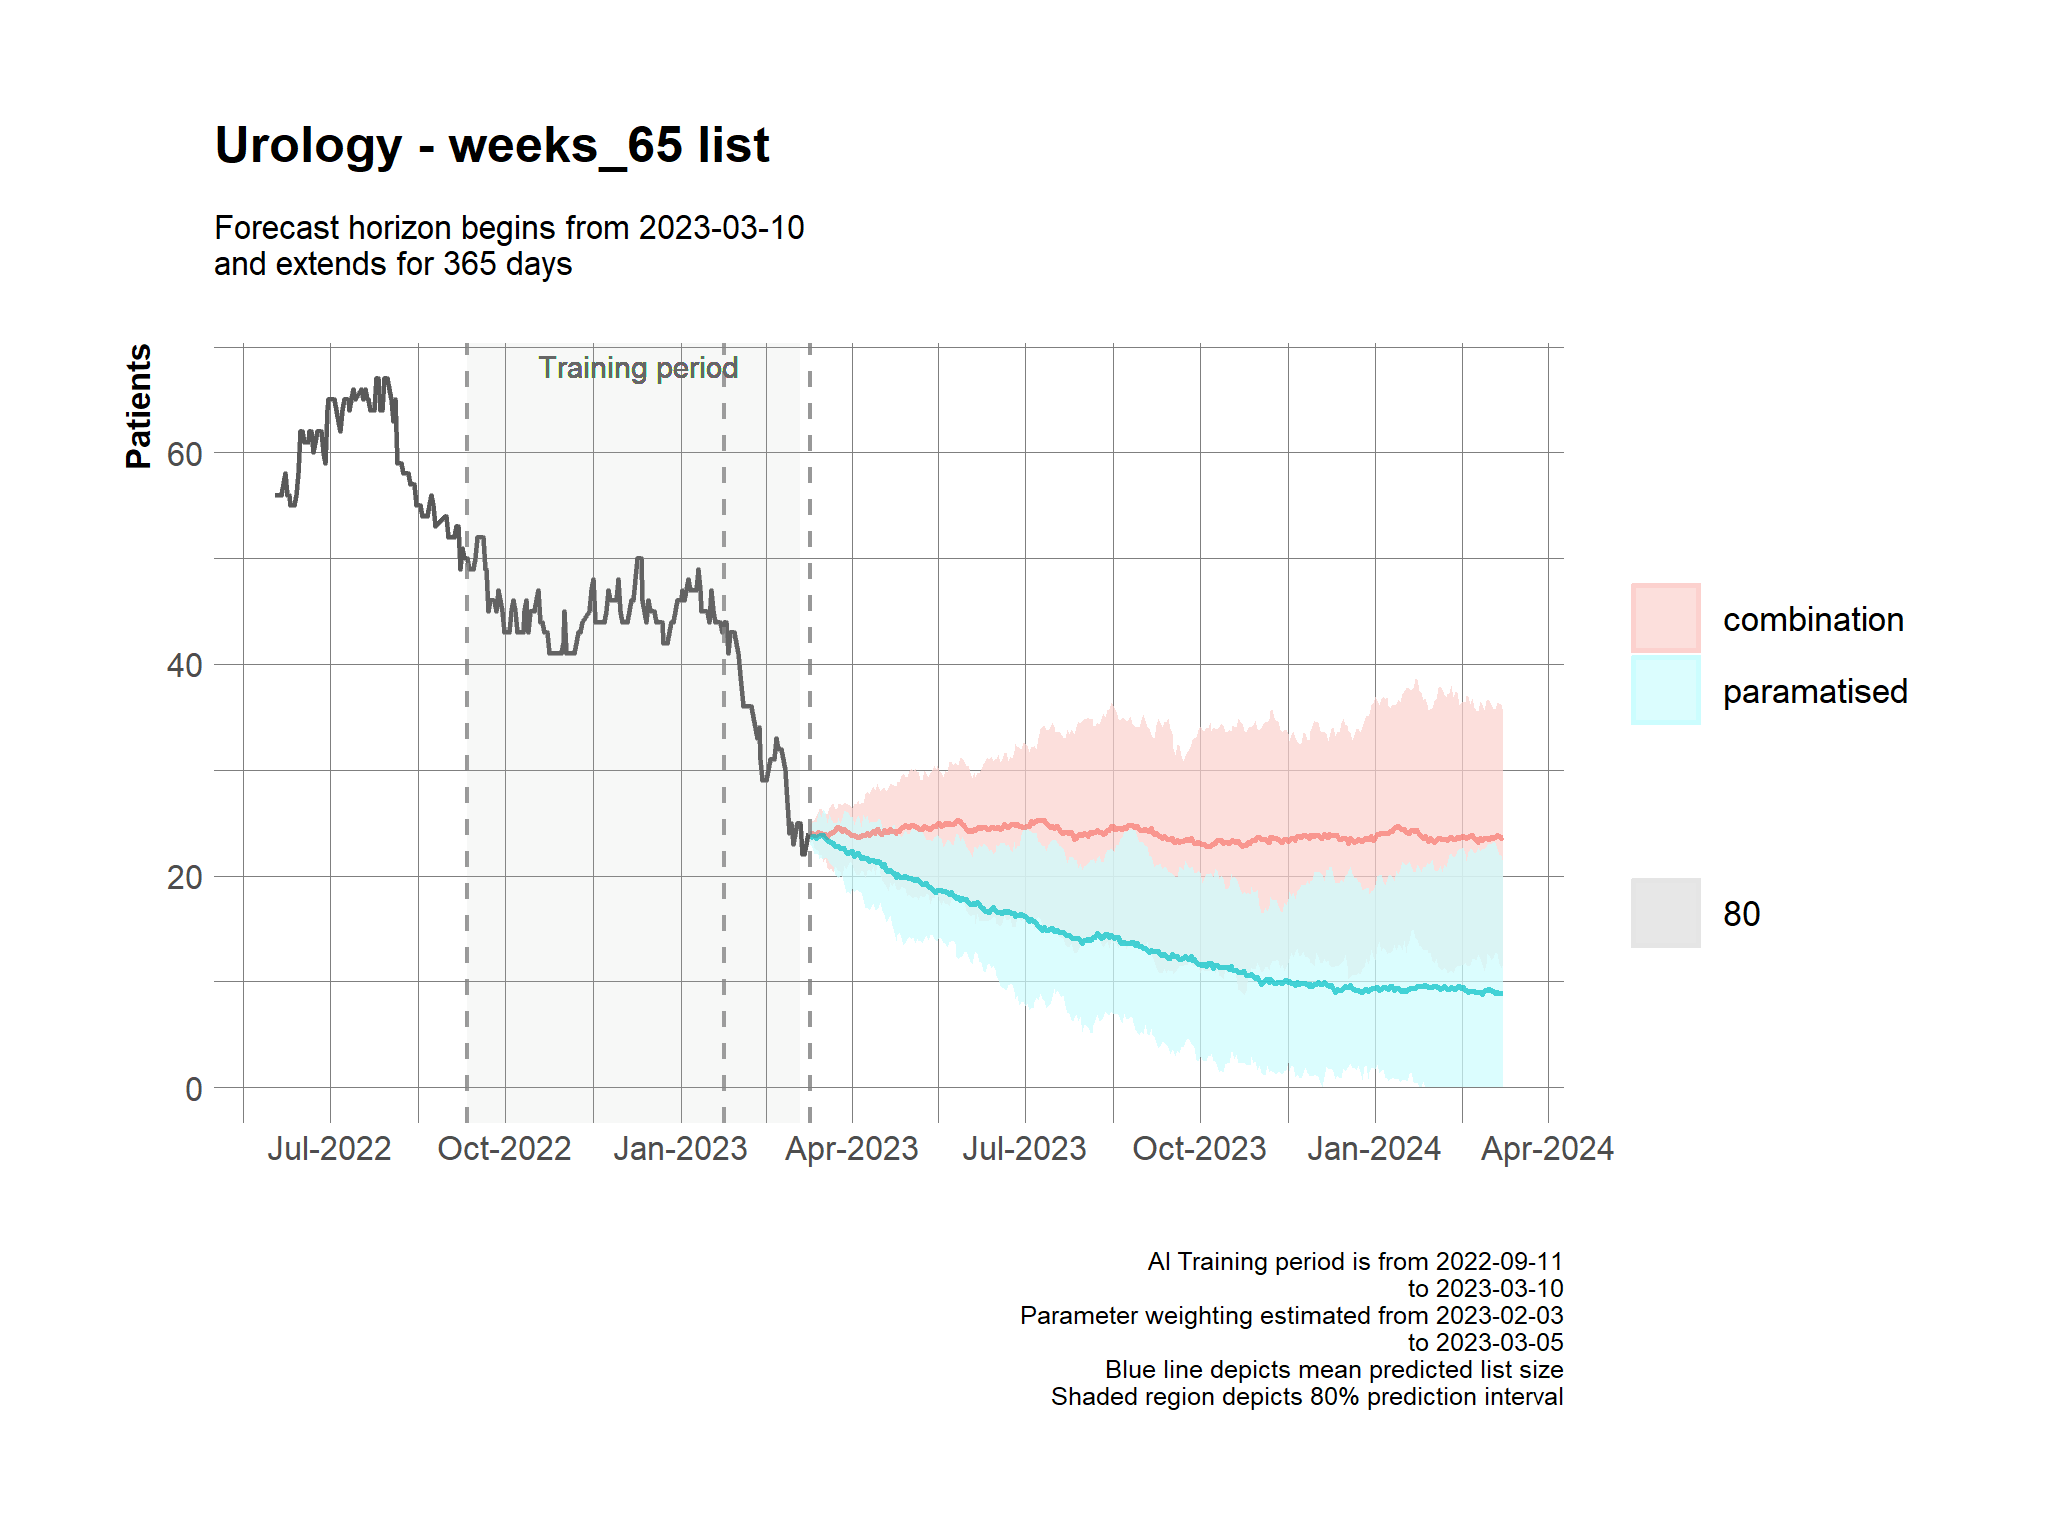 Urology - weeks_65 list
Forecast horizon begins from 2023-03-10
and extends for 365 days
Patients
Training period
60
40
20
0
Jul-2022
Oct-2022
Jan-2023
Apr-2023
Jul-2023
Oct-2023
Jan-2024
Apr-2024
combination
paramatised
80
AI Training period is from 2022-09-11
to 2023-03-10
Parameter weighting estimated from 2023-02-03
to 2023-03-05
Blue line depicts mean predicted list size
Shaded region depicts 80% prediction interval